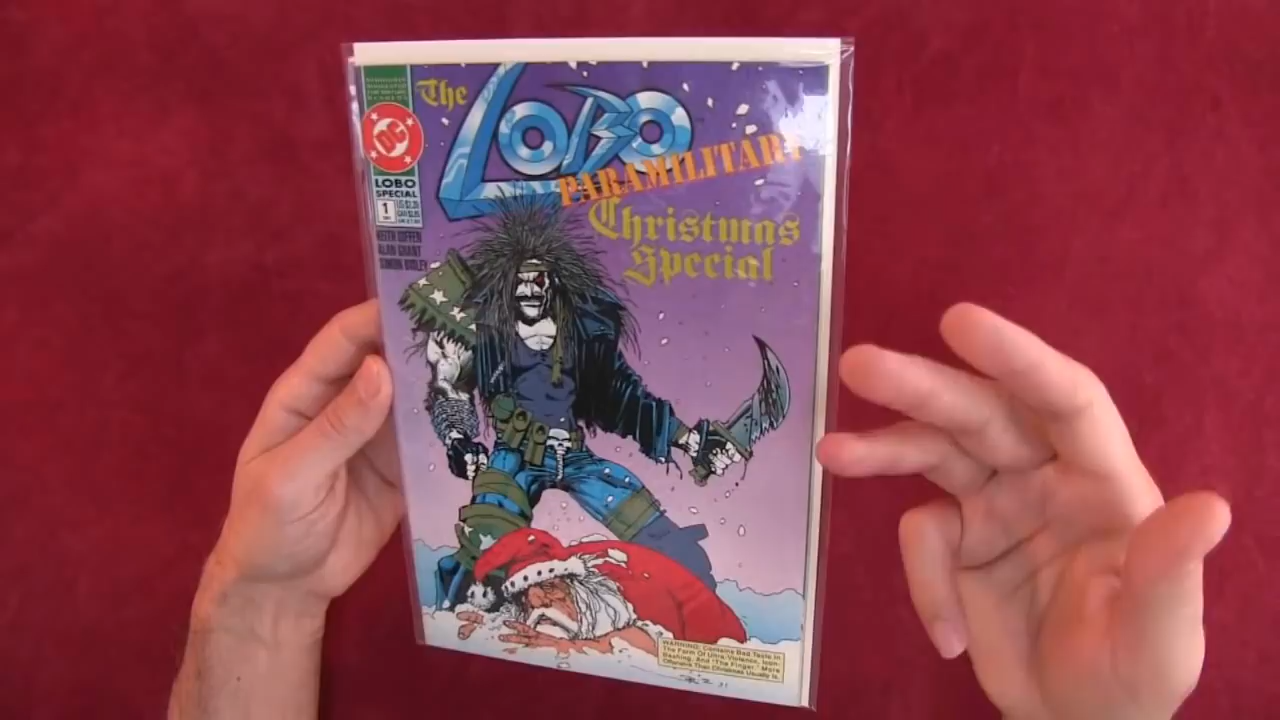 The LOBO
PARAMILITARY
Christmas
Special
DC
LOBO
SPECIAL
1
KEITH GIFFEN
ALAN GRANT
SIMON BISLEY
WARNING: Contains Bad Taste In
The Form Of Ultra-Violence, Icon-
Bashing, And "The Finger." More
Offensive Than Christmas Usually Is.